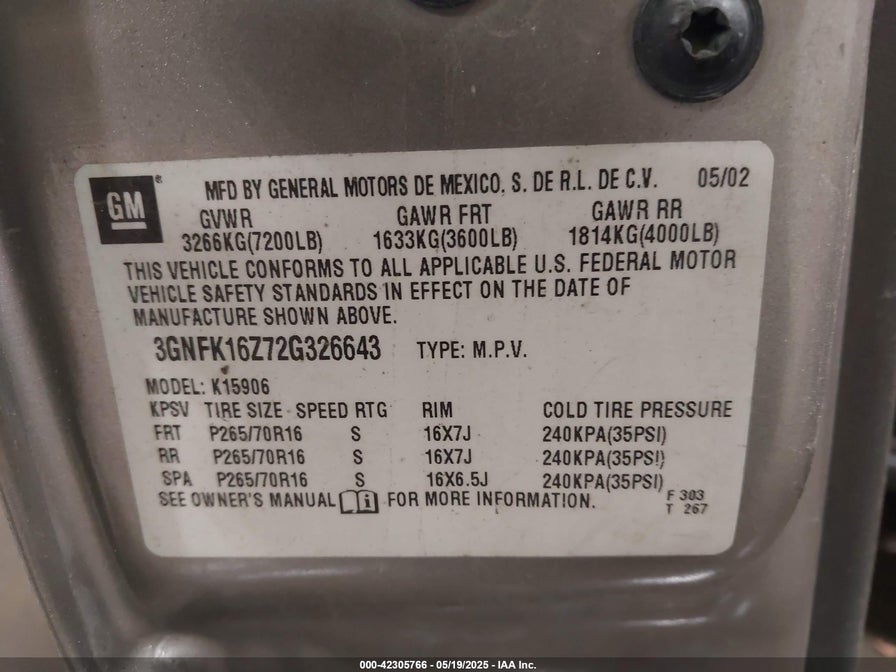 GM® MFD BY GENERAL MOTORS DE MEXICO, S. DE R.L. DE C.V. 05/02
GVWR GAWR FRT GAWR RR
3266KG(7200LB) 1633KG(3600LB) 1814KG(4000LB)
THIS VEHICLE CONFORMS TO ALL APPLICABLE U.S. FEDERAL MOTOR
VEHICLE SAFETY STANDARDS IN EFFECT ON THE DATE OF
MANUFACTURE SHOWN ABOVE.
3GNFK16Z72G326643 TYPE: M.P.V.
MODEL: K15906
KPSV TIRE SIZE SPEED RTG RIM COLD TIRE PRESSURE
FRT P265/70R16 S 16X7J 240KPA(35PSI)
RR P265/70R16 S 16X7J 240KPA(35PSI)
SPA P265/70R16 S 16X6.5J 240KPA(35PSI)
SEE OWNER'S MANUAL FOR MORE INFORMATION. F 303
T 267
000-42305766 - 05/19/2025 - IAA Inc.